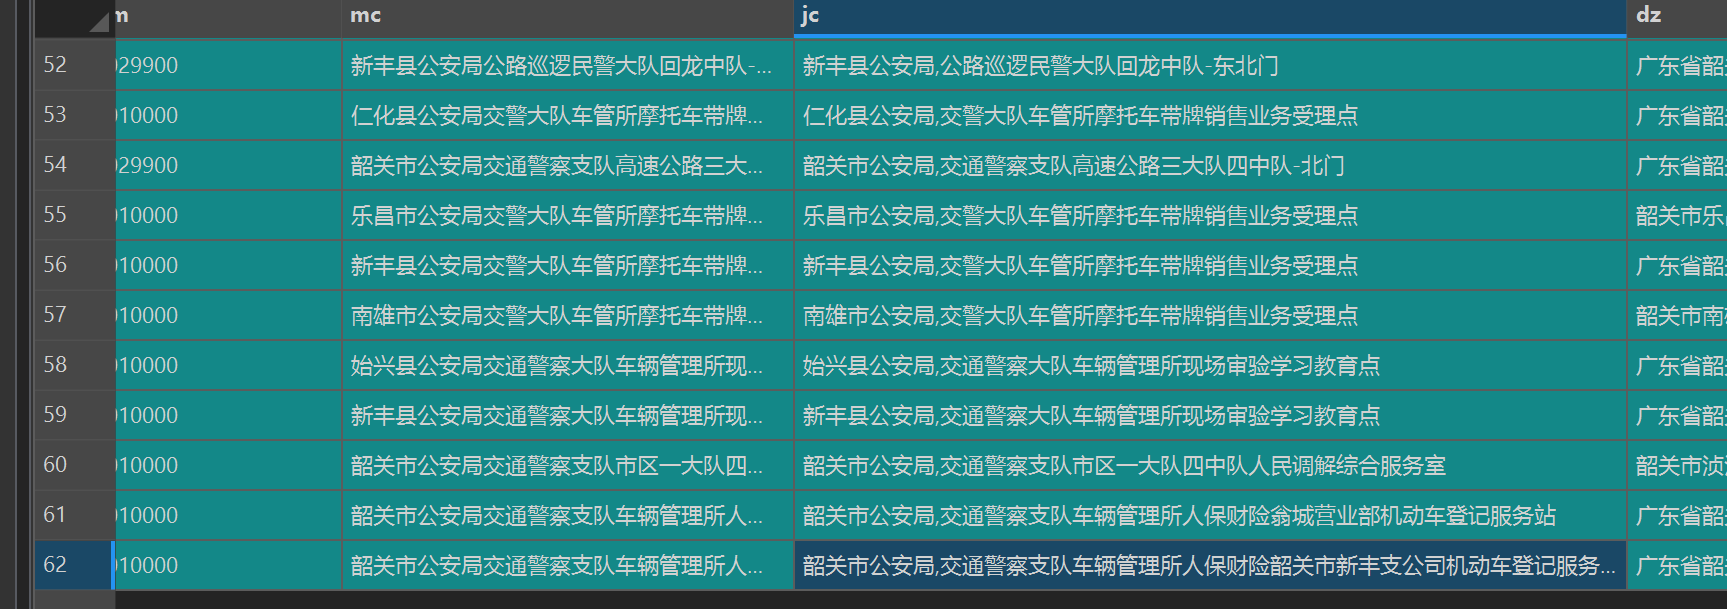 m mc jc dz
52 029900 新丰县公安局公路巡逻民警大队回龙中队-... 新丰县公安局,公路巡逻民警大队回龙中队-东北门 广东省韶
53 010000 仁化县公安局交警大队车管所摩托车带牌... 仁化县公安局,交警大队车管所摩托车带牌销售业务受理点 广东省韶
54 029900 韶关市公安局交通警察支队高速公路三大... 韶关市公安局,交通警察支队高速公路三大队四中队-北门 广东省韶
55 010000 乐昌市公安局交警大队车管所摩托车带牌... 乐昌市公安局,交警大队车管所摩托车带牌销售业务受理点 韶关市乐
56 010000 新丰县公安局交警大队车管所摩托车带牌... 新丰县公安局,交警大队车管所摩托车带牌销售业务受理点 广东省韶
57 010000 南雄市公安局交警大队车管所摩托车带牌... 南雄市公安局,交警大队车管所摩托车带牌销售业务受理点 韶关市南
58 010000 始兴县公安局交通警察大队车辆管理所现... 始兴县公安局,交通警察大队车辆管理所现场审验学习教育点 广东省韶
59 010000 新丰县公安局交通警察大队车辆管理所现... 新丰县公安局,交通警察大队车辆管理所现场审验学习教育点 广东省韶
60 010000 韶关市公安局交通警察支队市区一大队四... 韶关市公安局,交通警察支队市区一大队四中队人民调解综合服务室 韶关市浈
61 010000 韶关市公安局交通警察支队车辆管理所人... 韶关市公安局,交通警察支队车辆管理所人保财险翁城营业部机动车登记服务站 广东省韶
62 010000 韶关市公安局交通警察支队车辆管理所人... 韶关市公安局,交通警察支队车辆管理所人保财险韶关市新丰支公司机动车登记服务... 广东省韶